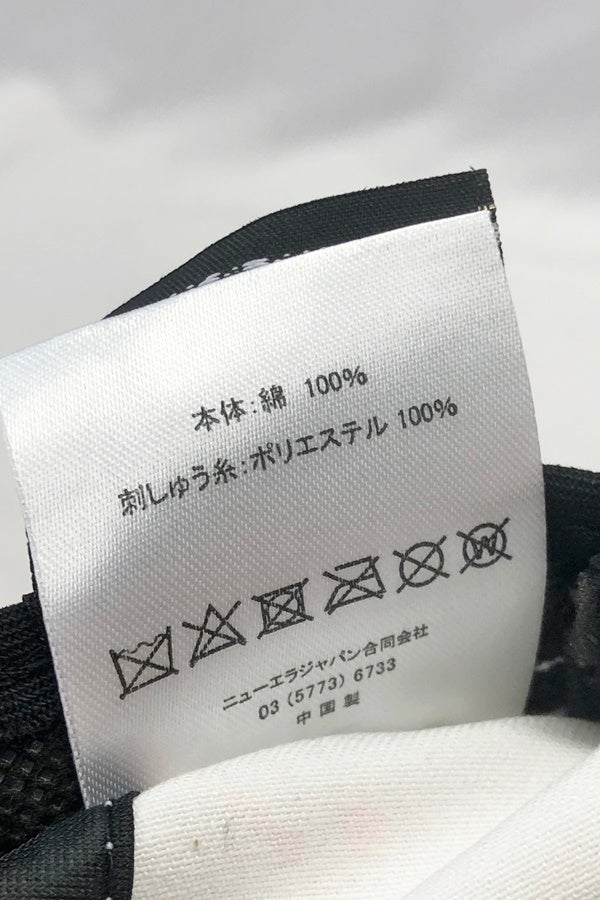 本体:綿 100%
刺しゅう糸:ポリエステル 100%
W
ニューエラジャパン合同会社
03 (5773) 6733
中国製